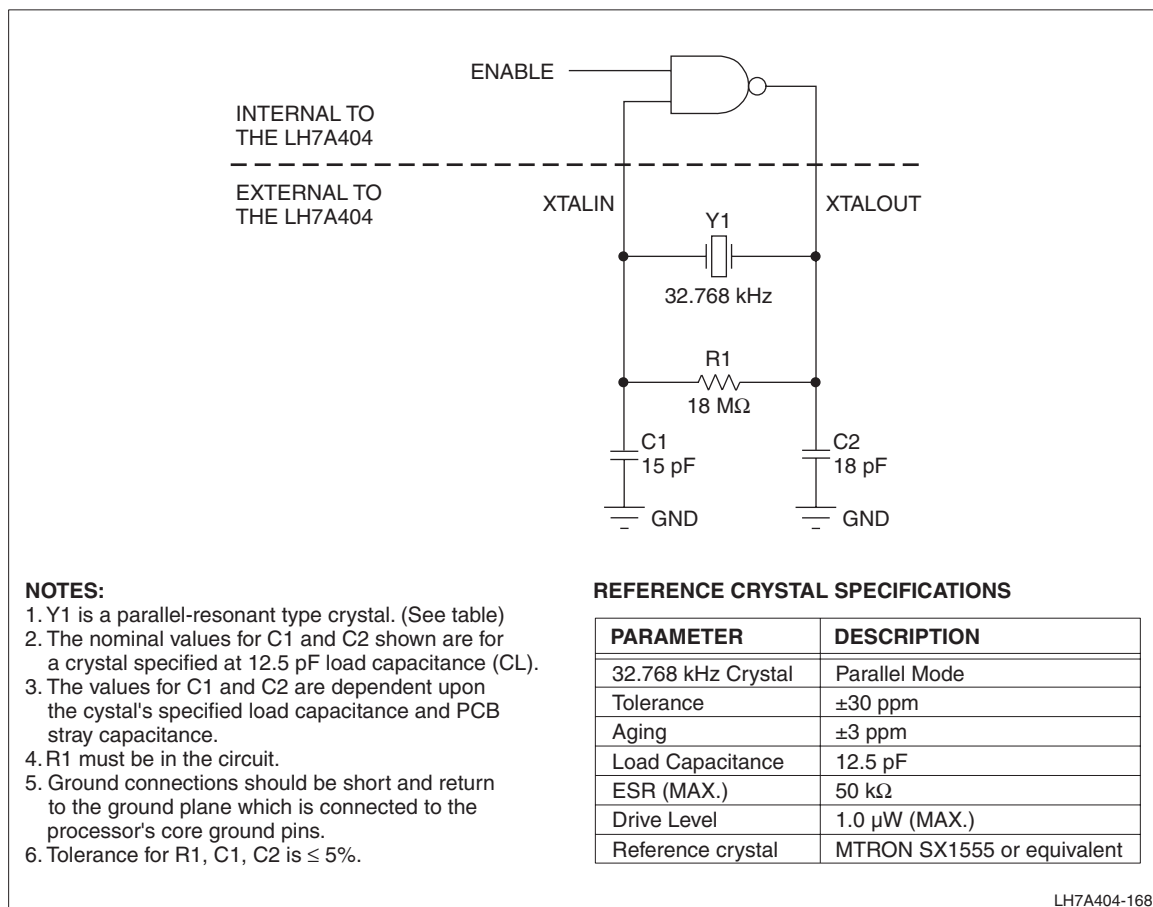 ENABLE
INTERNAL TO
THE LH7A404
EXTERNAL TO
THE LH7A404
XTALIN
XTALOUT
Y1
32.768 kHz
R1
18 MΩ
C1
15 pF
C2
18 pF
GND
GND
NOTES:
1. Y1 is a parallel-resonant type crystal. (See table)
2. The nominal values for C1 and C2 shown are for
a crystal specified at 12.5 pF load capacitance (CL).
3. The values for C1 and C2 are dependent upon
the cystal's specified load capacitance and PCB
stray capacitance.
4. R1 must be in the circuit.
5. Ground connections should be short and return
to the ground plane which is connected to the
processor's core ground pins.
6. Tolerance for R1, C1, C2 is ≤ 5%.
REFERENCE CRYSTAL SPECIFICATIONS
PARAMETER DESCRIPTION
32.768 kHz Crystal Parallel Mode
Tolerance ±30 ppm
Aging ±3 ppm
Load Capacitance 12.5 pF
ESR (MAX.) 50 kΩ
Drive Level 1.0 µW (MAX.)
Reference crystal MTRON SX1555 or equivalent
LH7A404-168